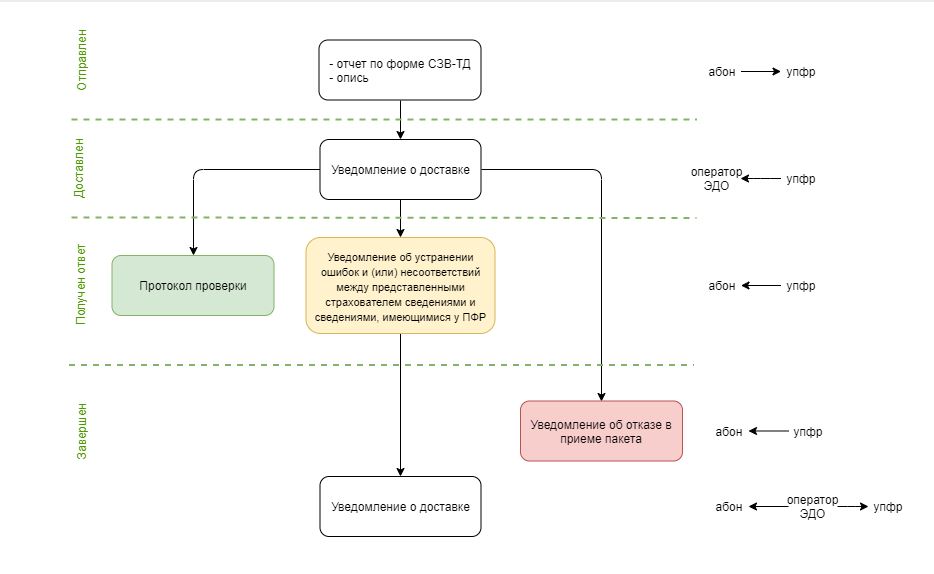 Отправлен
- отчет по форме СЗВ-ТД
- опись
абон
упфр
Доставлен
Уведомление о доставке
оператор
ЭДО
упфр
Получен ответ
Протокол проверки
Уведомление об устранении
ошибок и (или) несоответствий
между представленными
страхователем сведениями и
сведениями, имеющимися у ПФР
абон
упфр
Завершен
Уведомление об отказе в
приеме пакета
абон
упфр
Уведомление о доставке
абон
оператор
ЭДО
упфр